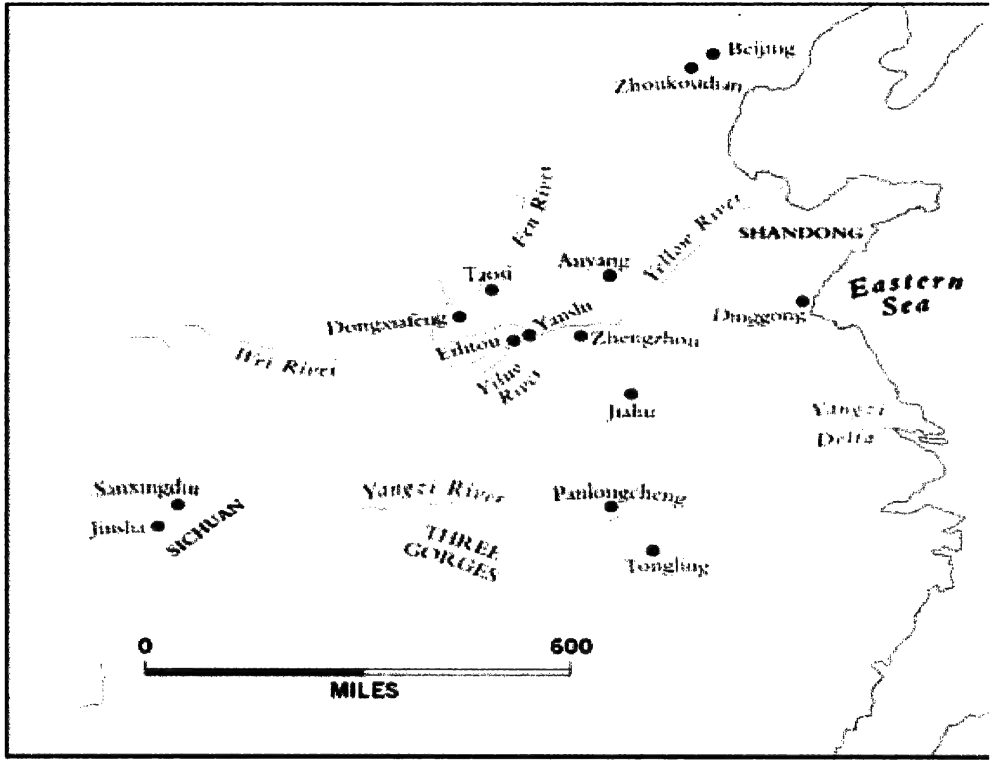 Beijing
Zhoukoudian
Fen River
Yellow River
SHANDONG
Taosi
Anyang
Eastern
Sea
Dongxiafeng
Dinggong
Yanshi
Erlitou
Zhengzhou
Wei River
Yiluo
River
Jiahu
Yangzi
Delta
Sanxingdui
Yangzi River
Panlongcheng
Jinsha
SICHUAN
THREE
GORGES
Tongling
0 600
MILES